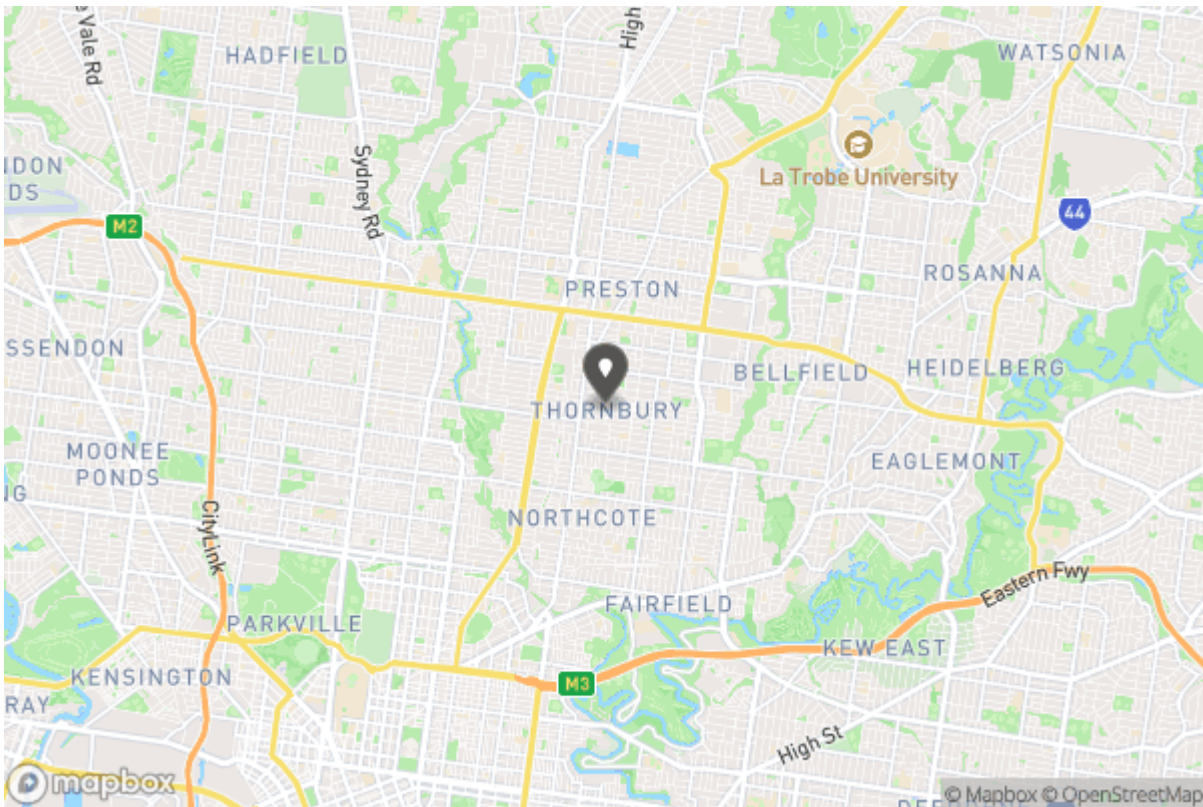 e Vale Rd
HADFIELD
High
WATSONIA
Sydney Rd
La Trobe University
NDON
DS
M2
44
ROSANNA
PRESTON
SSENDON
BELLFIELD
HEIDELBERG
THORNBURY
MOONEE
PONDS
EAGLEMONT
NG
CityLink
NORTHCOTE
Eastern Fwy
FAIRFIELD
PARKVILLE
KEW EAST
KENSINGTON
M3
RAY
High St
mapbox
© Mapbox © OpenStreetMap